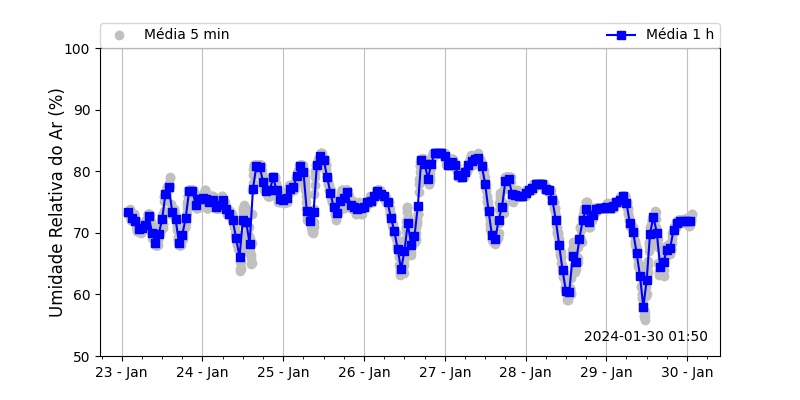 Média 5 min
Média 1 h
Umidade Relativa do Ar (%)
100
90
80
70
60
50
2024-01-30 01:50
23 - Jan
24 - Jan
25 - Jan
26 - Jan
27 - Jan
28 - Jan
29 - Jan
30 - Jan